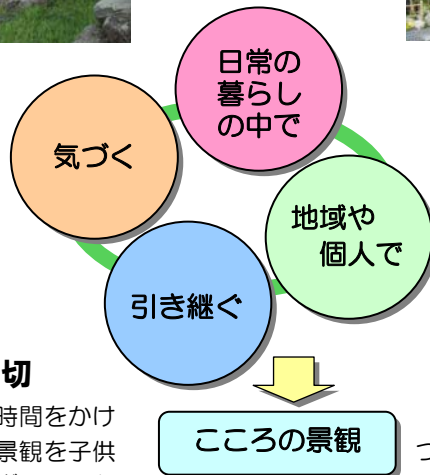 日常の
暮らし
の中で
気づく
地域や
個人で
引き継ぐ
切
時間をかけ
景観を子供
こころの景観
つ